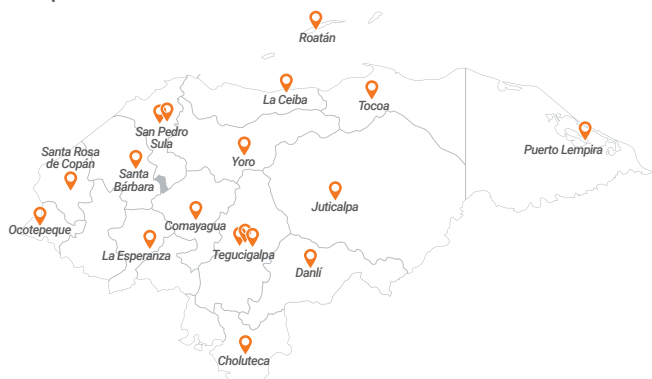 Roatán
La Ceiba
Tocoa
San Pedro
Sula
Puerto Lempira
Santa Rosa
de Copán
Yoro
Santa
Bárbara
Juticalpa
Ocotepeque
Comayagua
La Esperanza
Tegucigalpa
Danlí
Choluteca